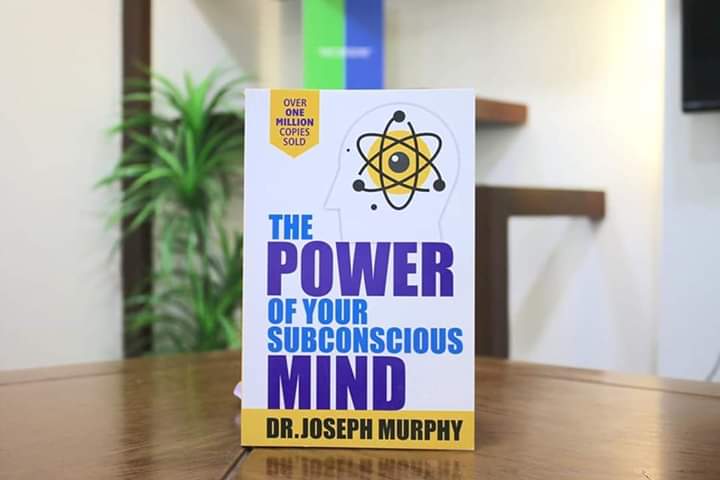 OVER
ONE
MILLION
COPIES
SOLD
THE
POWER
OF YOUR
SUBCONSCIOUS
MIND
DR. JOSEPH MURPHY